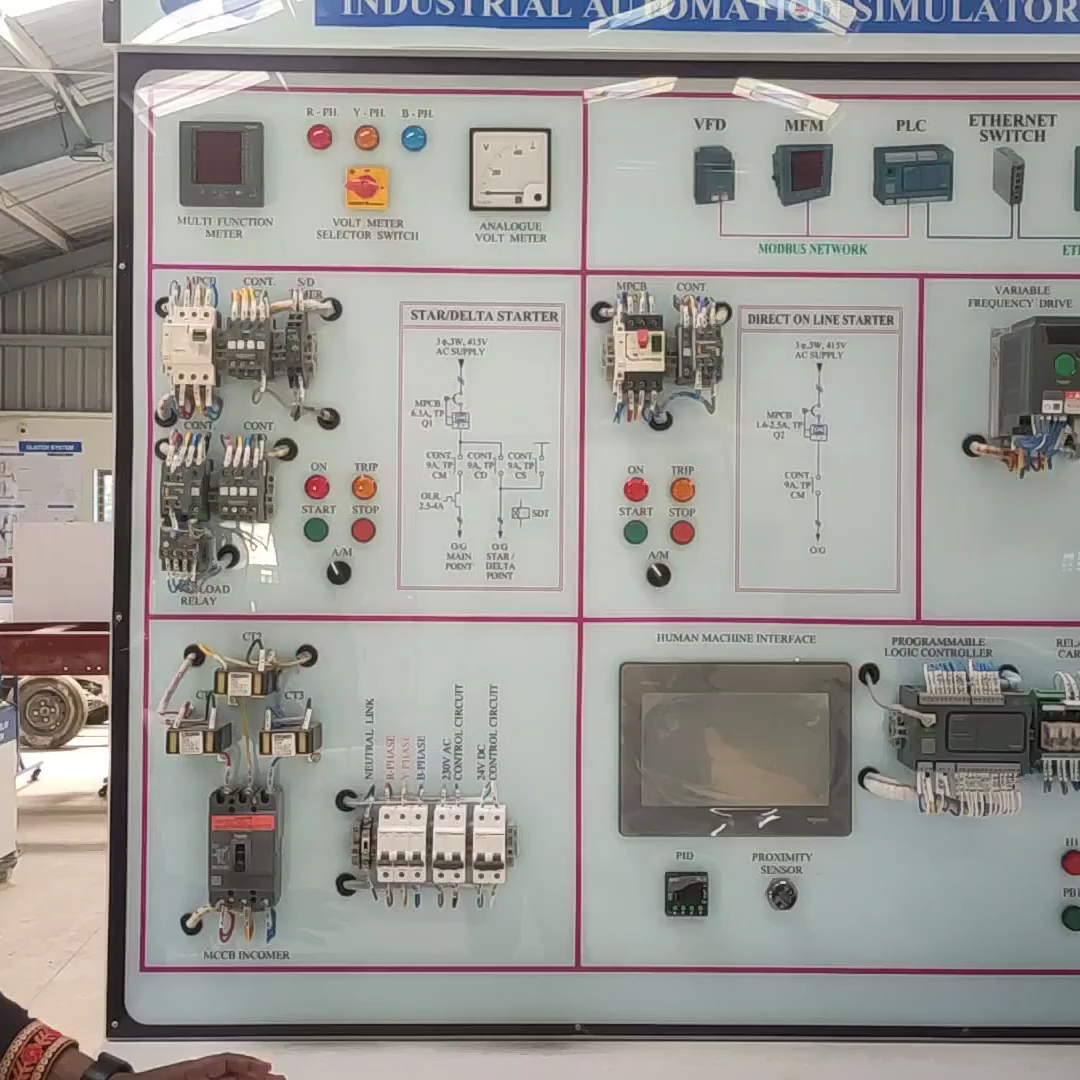 INDUSTRIAL AUTOMATION SIMULATOR
R - PH.
Y - PH.
B - PH.
MULTI FUNCTION
METER
VOLT METER
SELECTOR SWITCH
ANALOGUE
VOLT METER
VFD
MFM
PLC
ETHERNET
SWITCH
MODBUS NETWORK
MPCB
CONT.
S/D
STAR/DELTA STARTER
3φ,3W, 415V
AC SUPPLY
MPCB
6.3A, TP
Q1
CONT.
9A, TP
CM
CONT.
9A, TP
CD
CONT.
9A, TP
CS
OLR
2.5-4A
SDT
O/G
MAIN
POINT
O/G
STAR /
DELTA
POINT
CONT.
CONT.
ON
TRIP
START
STOP
A/M
RELAY
MPCB
CONT.
DIRECT ON LINE STARTER
3φ,3W, 415V
AC SUPPLY
MPCB
1.6-2.5A, TP
Q2
CONT.
9A, TP
CM
O/G
ON
TRIP
START
STOP
A/M
VARIABLE
FREQUENCY DRIVE
CT2
CT3
NEUTRAL LINK
R-PHASE
Y-PHASE
B-PHASE
230V AC
CONTROL CIRCUIT
24V DC
CONTROL CIRCUIT
MCCB INCOMER
HUMAN MACHINE INTERFACE
PROGRAMMABLE
LOGIC CONTROLLER
PID
PROXIMITY
SENSOR